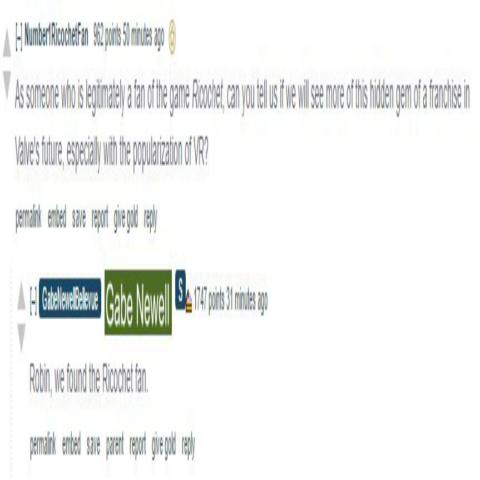 [-] Number1RicochetFan 962 points 50 minutes ago
As someone who is legitimately a fan of the game Ricochet, can you tell us if we will see more of this hidden gem of a franchise in
Valve's future, especially with the popularization of VR?
permalink embed save report give gold reply
[-] GabeNewellBellevue Gabe Newell S 1747 points 31 minutes ago
Robin, we found the Ricochet fan.
permalink embed save parent report give gold reply